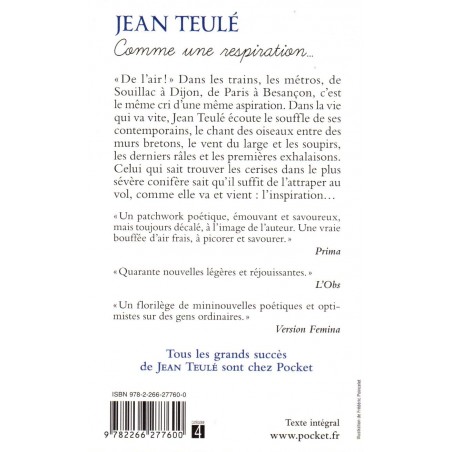 JEAN TEULÉ
Comme une respiration...
« De l'air ! » Dans les trains, les métros, de
Souillac à Dijon, de Paris à Besançon, c'est
le même cri d'une même aspiration. Dans la vie
qui va vite, Jean Teulé écoute le souffle de ses
contemporains, le chant des oiseaux entre des
murs bretons, le vent du large et les soupirs,
les derniers râles et les premières exhalaisons.
Celui qui sait trouver les cerises dans le plus
sévère conifère sait qu'il suffit de l'attraper au
vol, comme elle va et vient : l'inspiration…
« Un patchwork poétique, émouvant et savoureux,
mais toujours décalé, à l'image de l'auteur. Une vraie
bouffée d'air frais, à picorer et savourer. »
Prima
« Quarante nouvelles légères et réjouissantes. »
L'Obs
« Un florilège de mininouvelles poétiques et opti-
mistes sur des gens ordinaires. »
Version Femina
Tous les grands succès
de JEAN TEULÉ sont chez Pocket
ISBN 978-2-266-27760-0
9 782266 277600
4
Texte intégral
www.pocket.fr